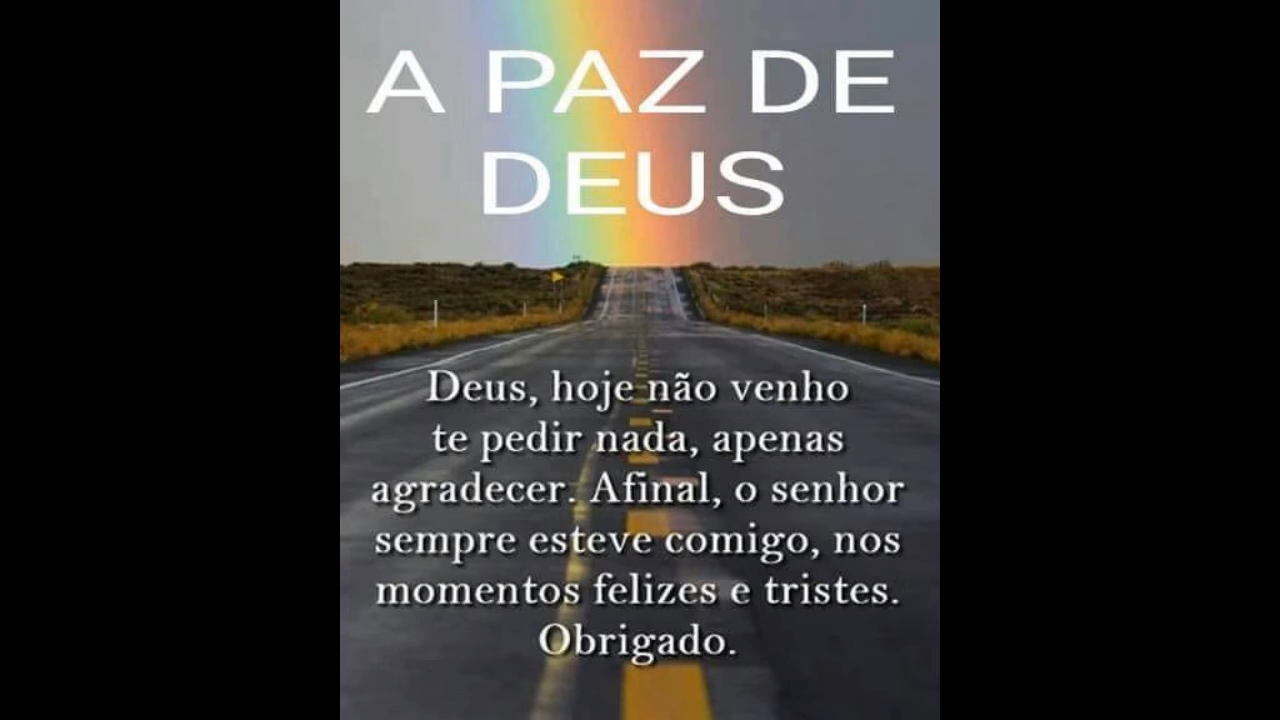 A PAZ DE
DEUS
Deus, hoje não venho
te pedir nada, apenas
agradecer. Afinal, o senhor
sempre esteve comigo, nos
momentos felizes e tristes.
Obrigado.